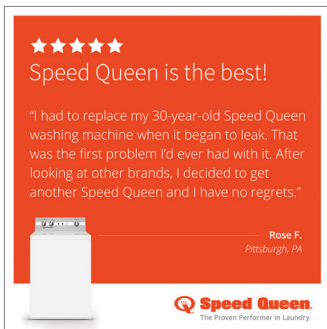 Speed Queen is the best!
“I had to replace my 30-year-old Speed Queen
washing machine when it began to leak. That
was the first problem I’d ever had with it. After
looking at other brands, I decided to get
another Speed Queen and I have no regrets.”
Rose F.
Pittsburgh, PA
Speed Queen.
The Proven Performer in Laundry